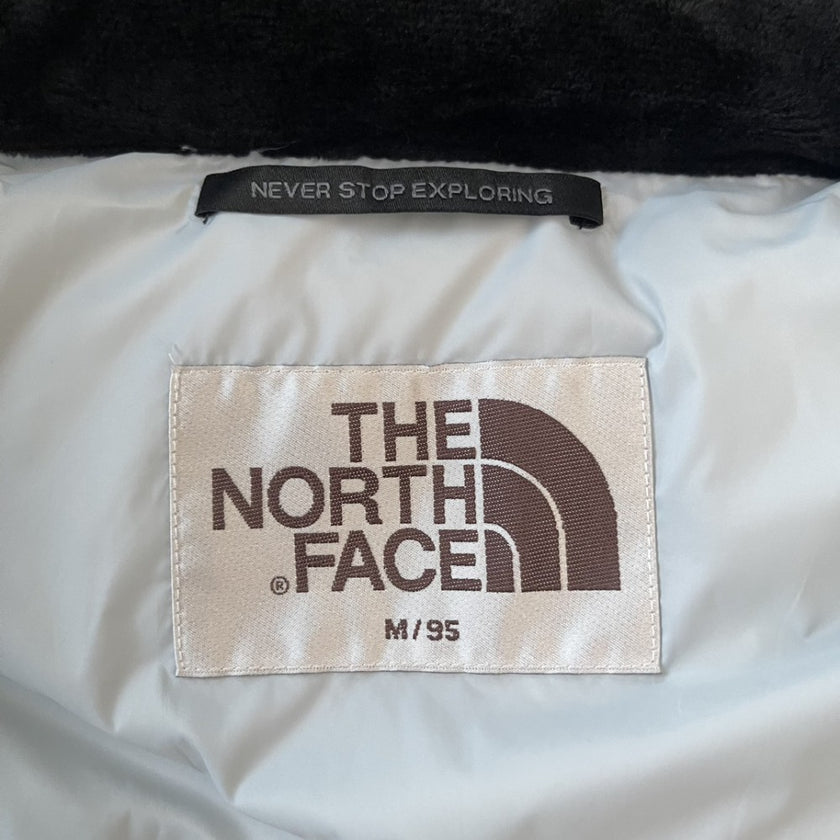 NEVER STOP EXPLORING
THE
NORTH
FACE
®
M/95